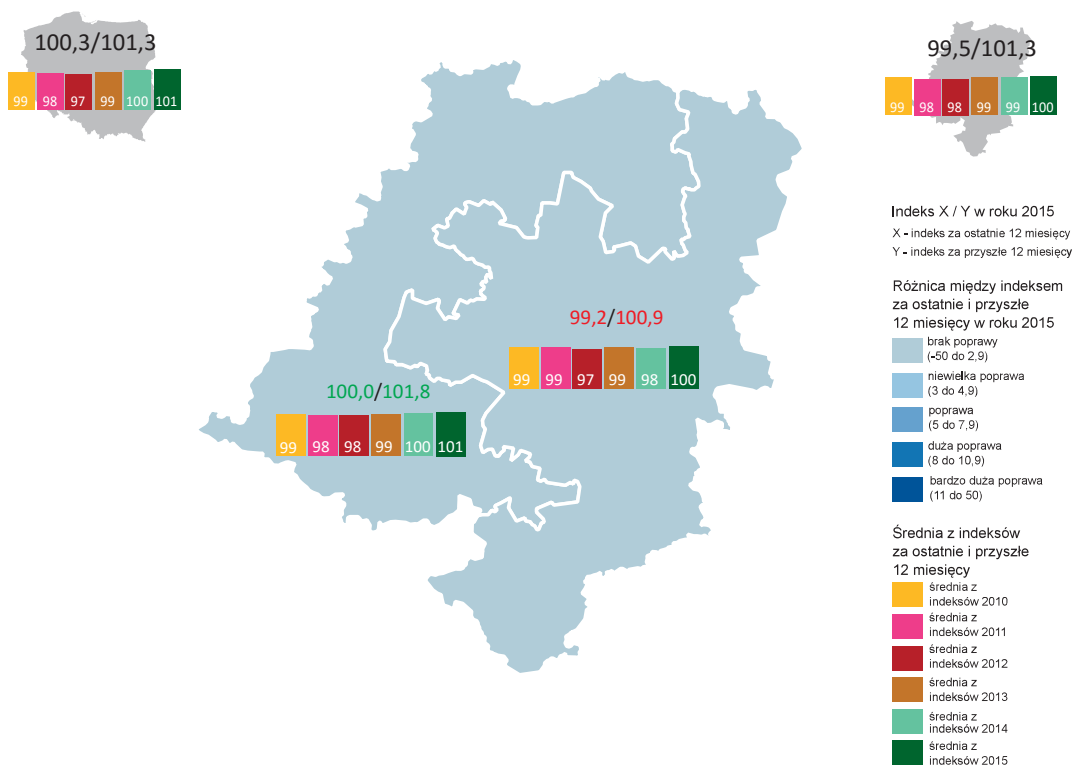 100,3/101,3
99 98 97 99 100 101
99,5/101,3
99 98 98 99 99 100
99,2/100,9
99 99 97 99 98 100
100,0/101,8
99 98 98 99 100 101
Indeks X / Y w roku 2015
X - indeks za ostatnie 12 miesięcy
Y - indeks za przyszłe 12 miesięcy
Różnica między indeksem
za ostatnie i przyszłe
12 miesięcy w roku 2015
brak poprawy
(-50 do 2,9)
niewielka poprawa
(3 do 4,9)
poprawa
(5 do 7,9)
duża poprawa
(8 do 10,9)
bardzo duża poprawa
(11 do 50)
Średnia z indeksów
za ostatnie i przyszłe
12 miesięcy
średnia z
indeksów 2010
średnia z
indeksów 2011
średnia z
indeksów 2012
średnia z
indeksów 2013
średnia z
indeksów 2014
średnia z
indeksów 2015